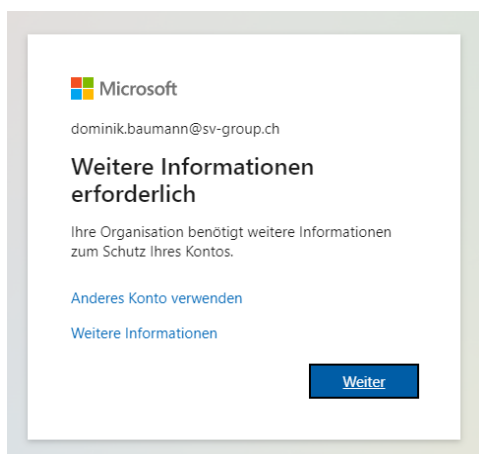 Microsoft
dominik.baumann@sv-group.ch
Weitere Informationen
erforderlich
Ihre Organisation benötigt weitere Informationen
zum Schutz Ihres Kontos.
Anderes Konto verwenden
Weitere Informationen
Weiter